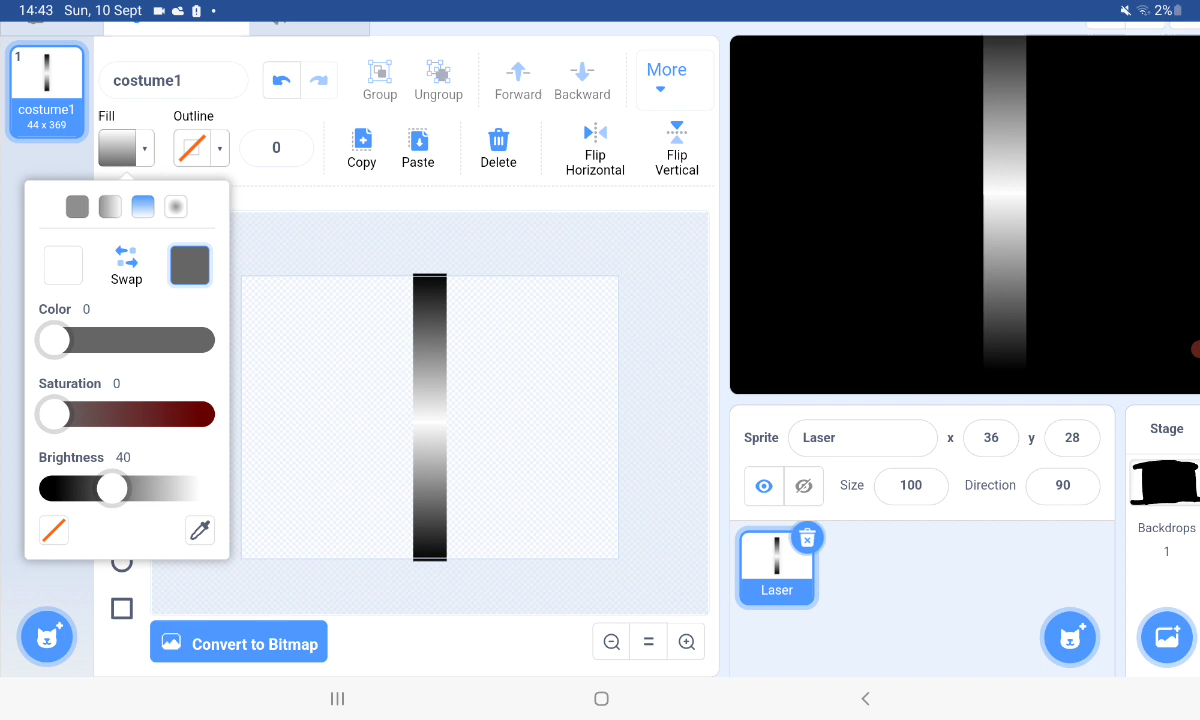 14:43 Sun, 10 Sept
2%
1
costume1
44 x 369
costume1
Group
Ungroup
Forward
Backward
More
Fill
Outline
0
Copy
Paste
Delete
Flip
Horizontal
Flip
Vertical
Swap
Color 0
Saturation 0
Brightness 40
Convert to Bitmap
Sprite
Laser
x
36
y
28
Size
100
Direction
90
Laser
Stage
Backdrops
1